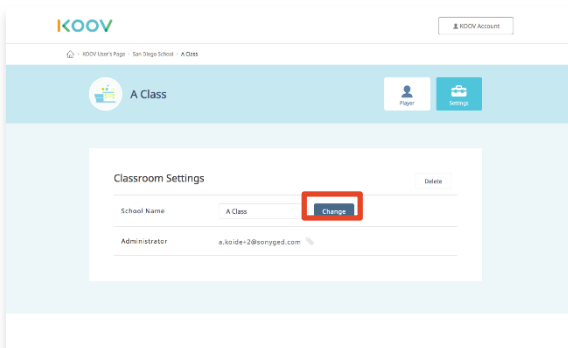 KOOV
KOOV Account
KOOV User's Page San Diego School A Class
A Class
Player
Settings
Classroom Settings
Delete
School Name A Class Change
Administrator a.koide+2@sonyged.com